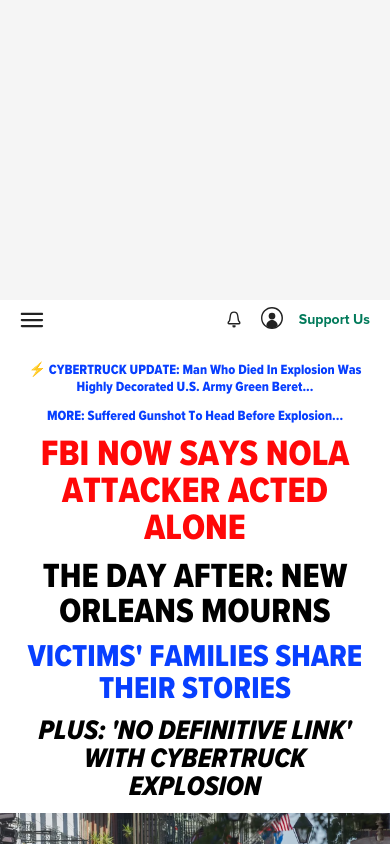 Support Us
⚡ CYBERTRUCK UPDATE: Man Who Died In Explosion Was
Highly Decorated U.S. Army Green Beret...
MORE: Suffered Gunshot To Head Before Explosion...
FBI NOW SAYS NOLA
ATTACKER ACTED
ALONE
THE DAY AFTER: NEW
ORLEANS MOURNS
VICTIMS' FAMILIES SHARE
THEIR STORIES
PLUS: 'NO DEFINITIVE LINK'
WITH CYBERTRUCK
EXPLOSION